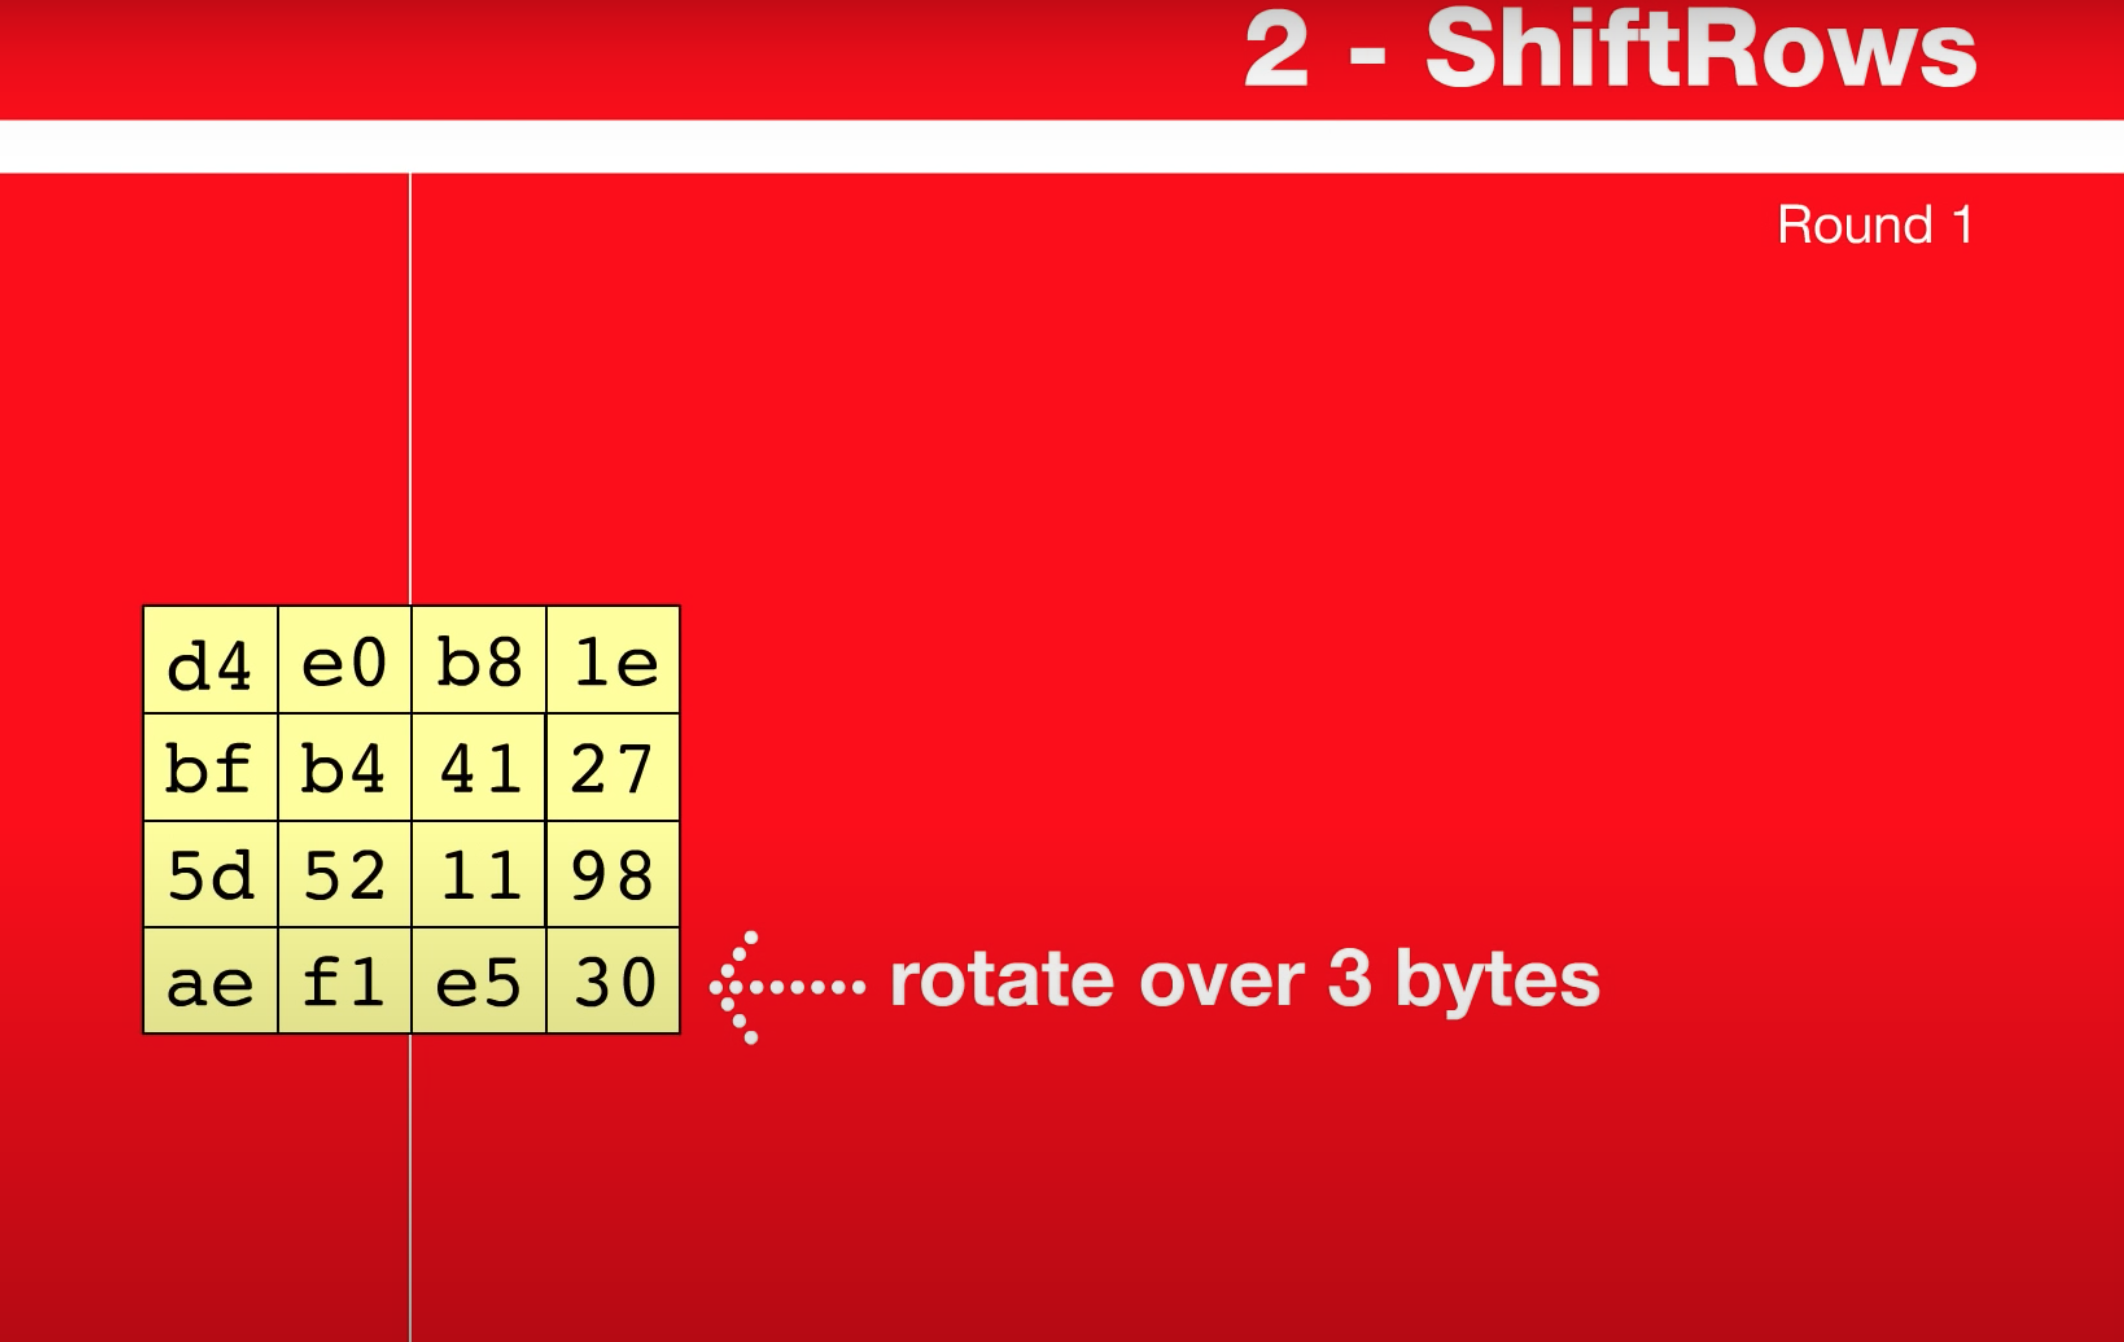 2 - ShiftRows
Round 1
d4 e0 b8 1e
bf b4 41 27
5d 52 11 98
ae f1 e5 30
rotate over 3 bytes